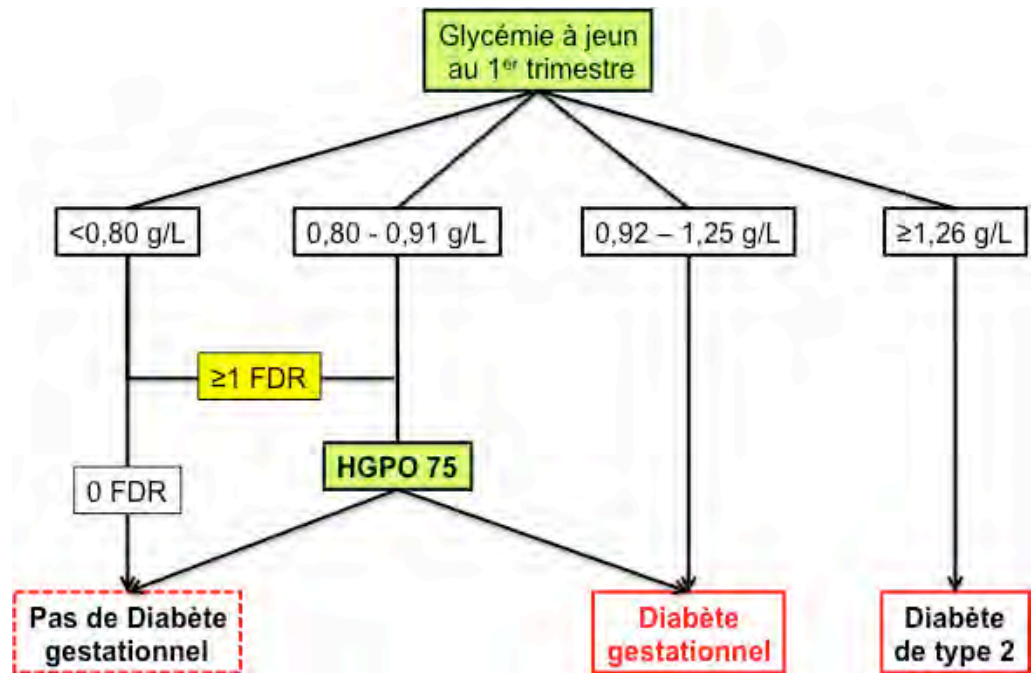 Glycémie à jeun
au 1er trimestre
<0,80 g/L
0,80 - 0,91 g/L
0,92 – 1,25 g/L
≥1,26 g/L
≥1 FDR
HGPO 75
0 FDR
Pas de Diabète
gestationnel
Diabète
gestationnel
Diabète
de type 2